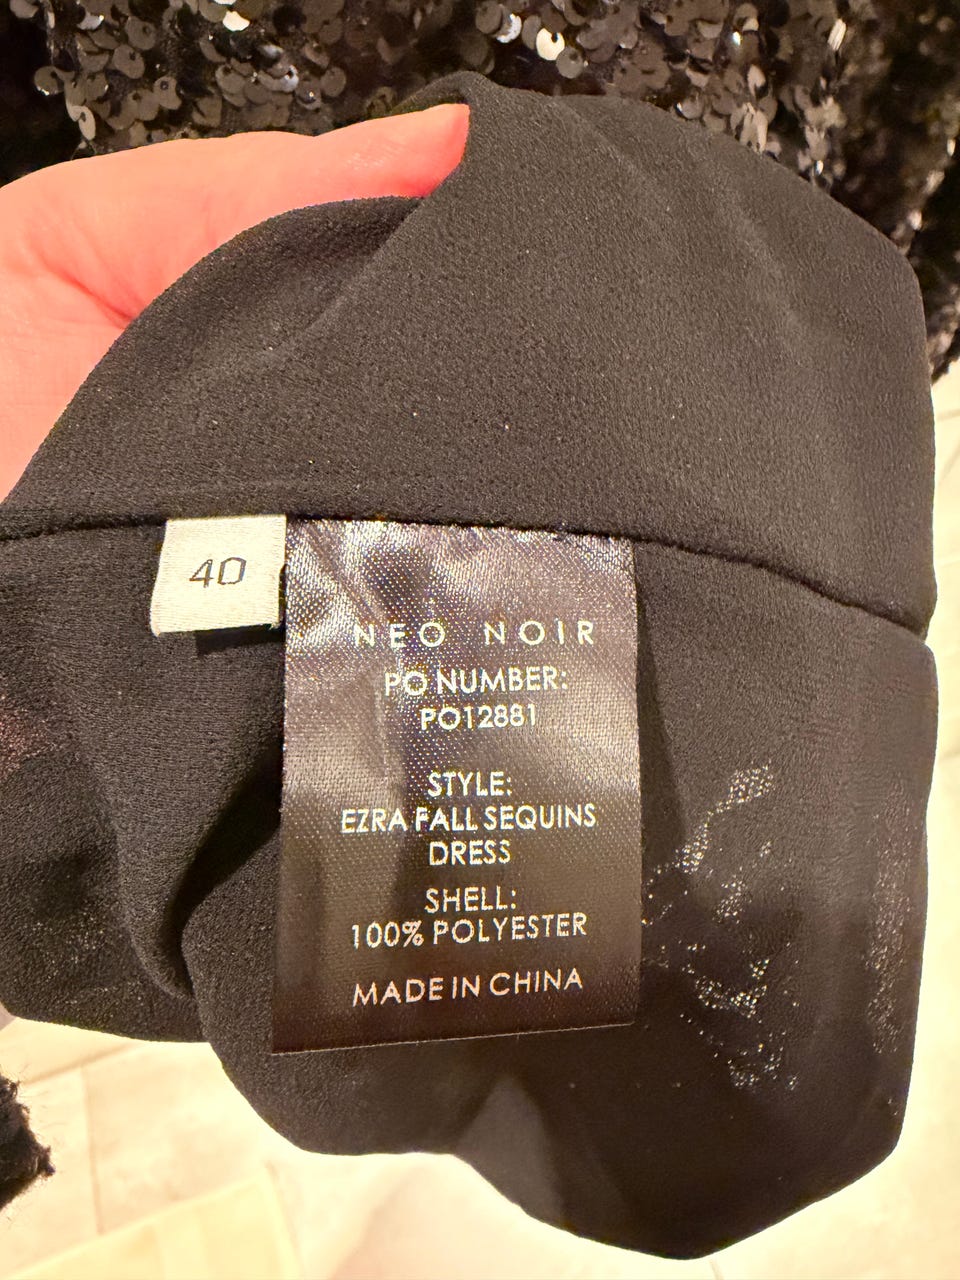 40
NEO NOIR
PO NUMBER:
PO12881
STYLE:
EZRA FALL SEQUINS
DRESS
SHELL:
100% POLYESTER
MADE IN CHINA